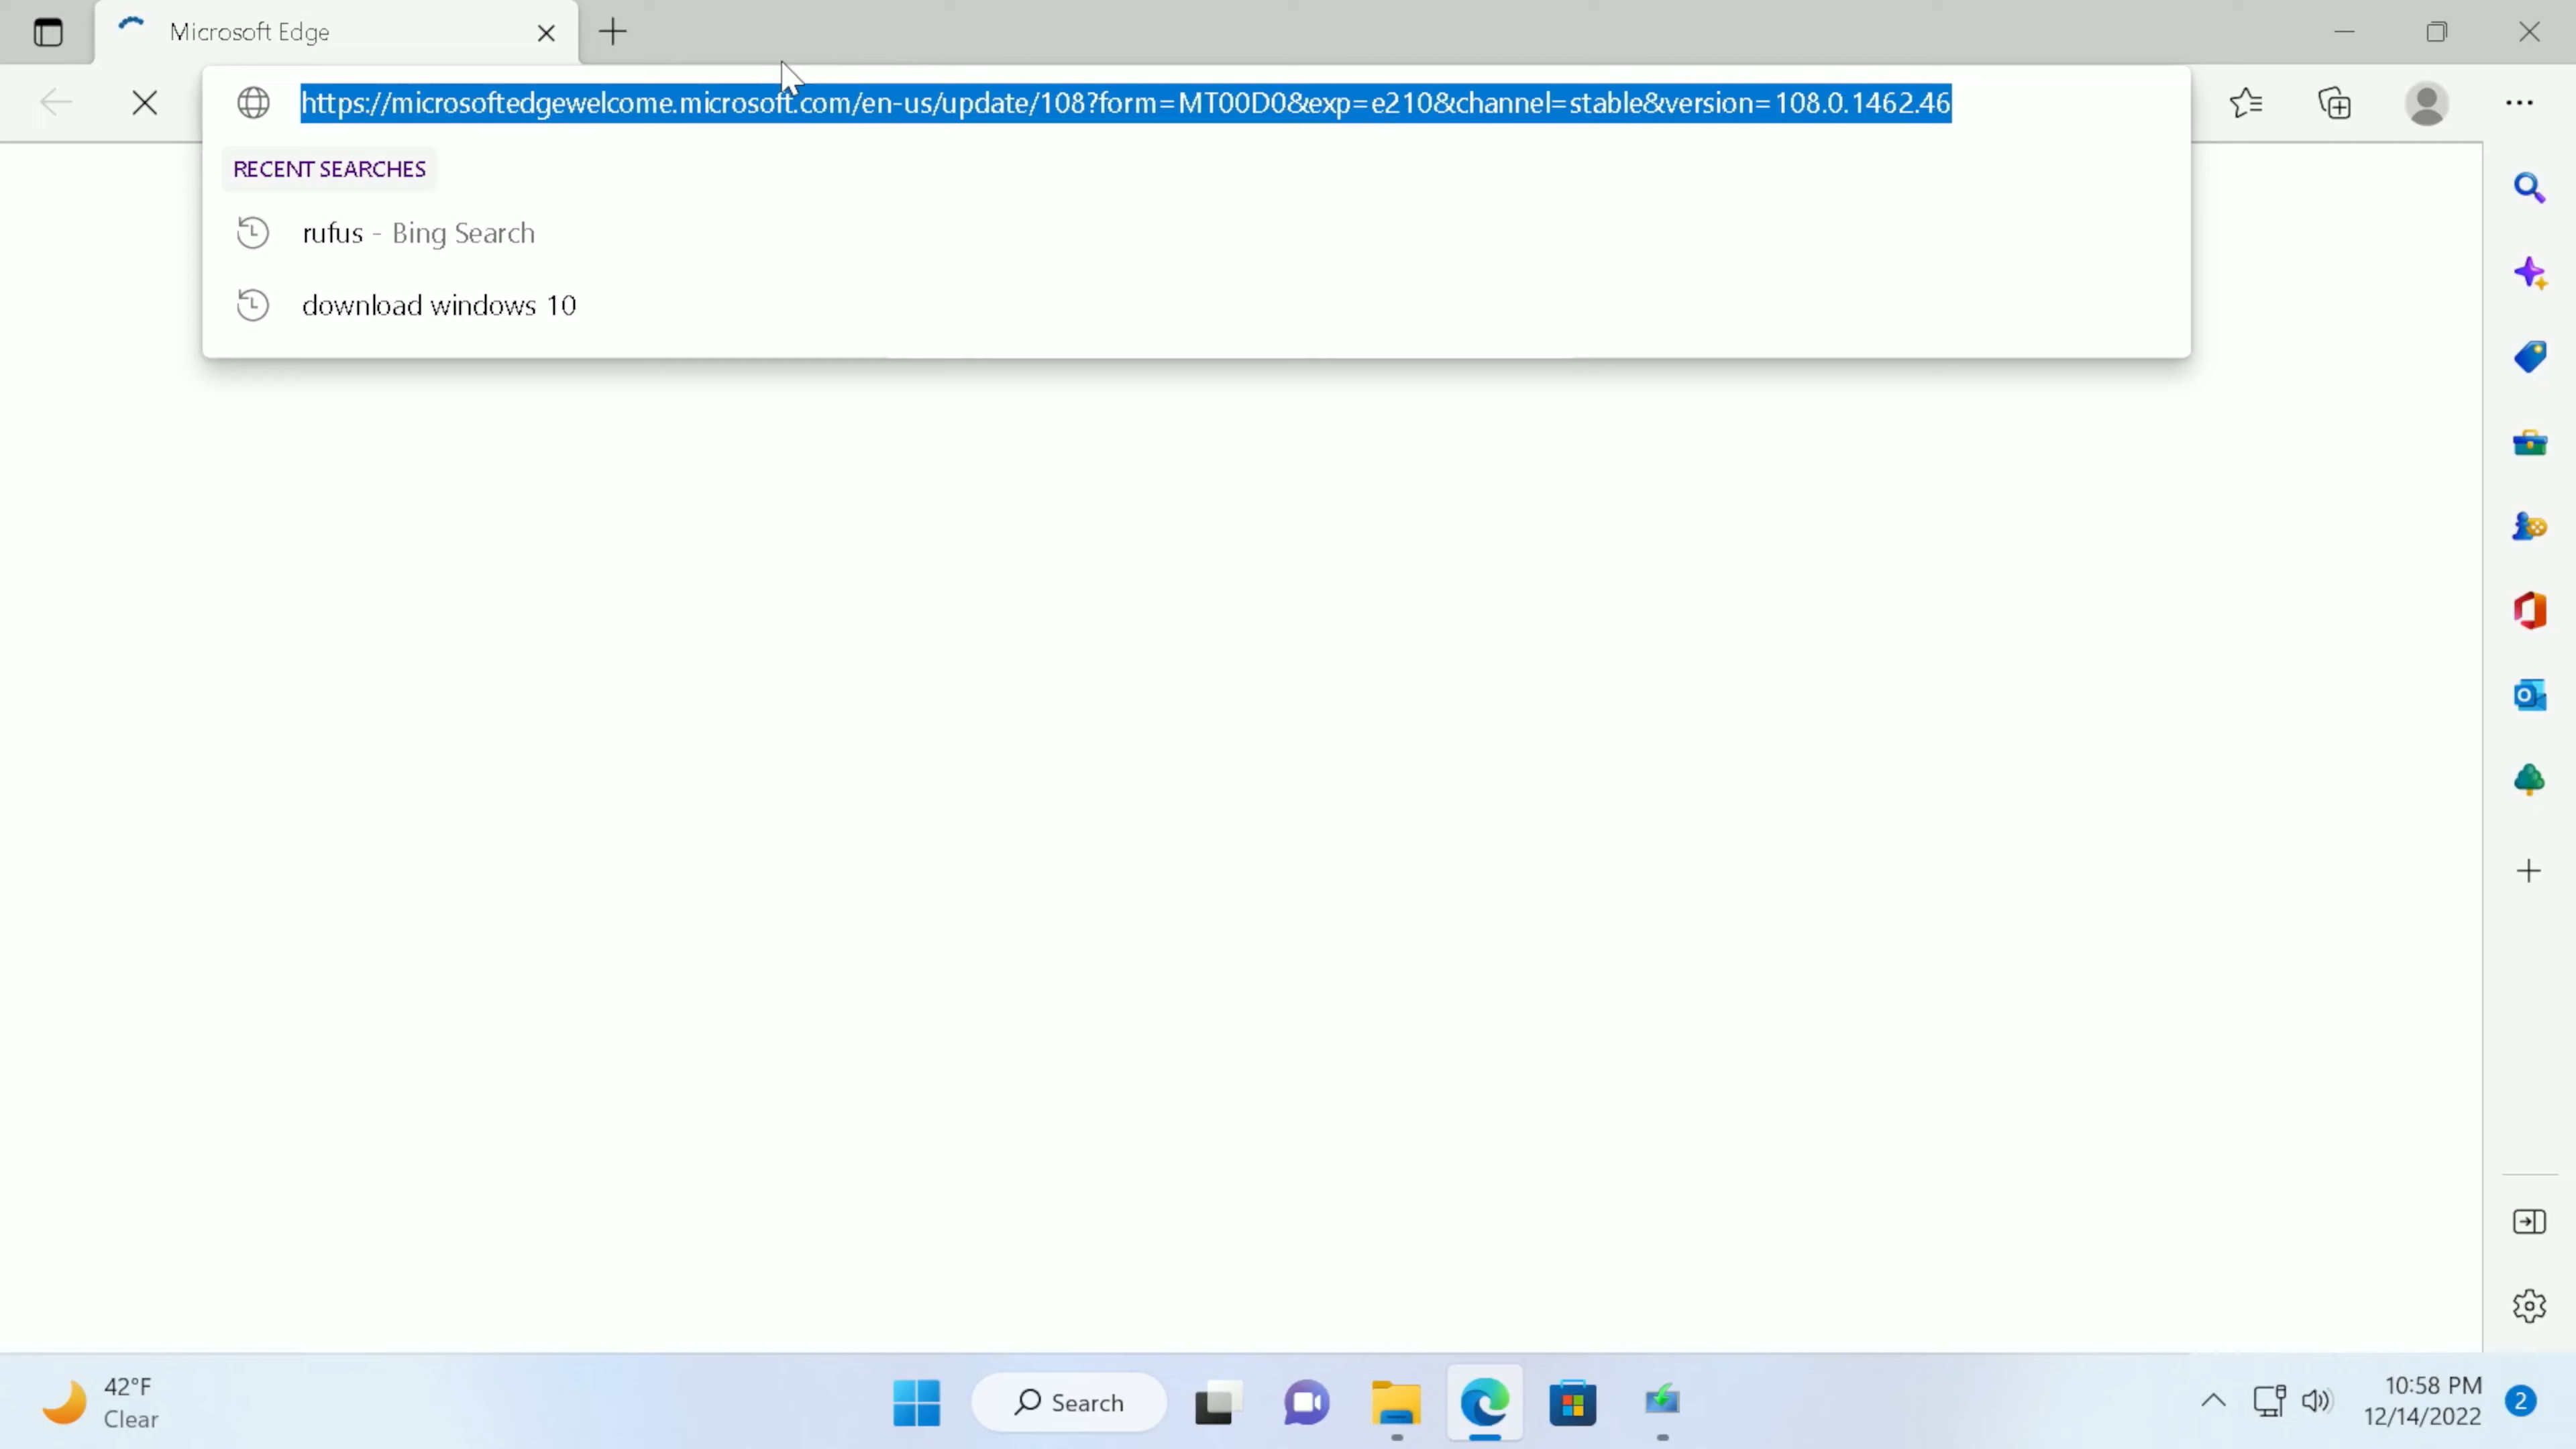 Microsoft Edge
https://microsoftedgewelcome.microsoft.com/en-us/update/108?form=MT00D0&exp=e210&channel=stable&version=108.0.1462.46
RECENT SEARCHES
rufus - Bing Search
download windows 10
42°F
Clear
Search
10:58 PM
12/14/2022
2